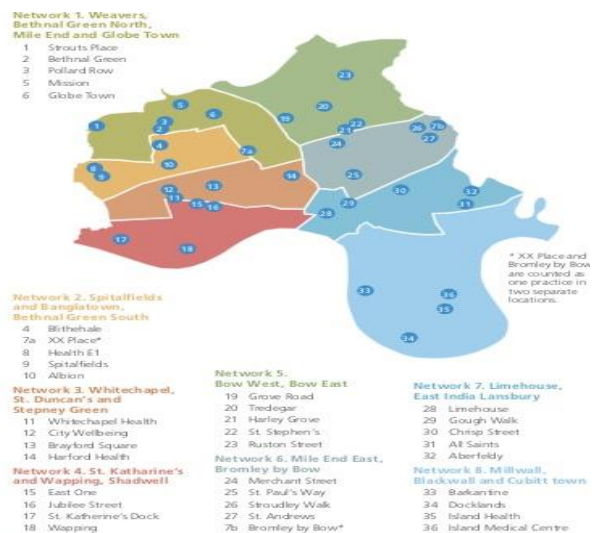 Network 1. Weavers,
Bethnal Green North,
Mile End and Globe Town
1 Strouts Place
2 Bethnal Green
3 Pollard Row
5 Mission
6 Globe Town
23
20
19
22
21
24
26
7b
27
5
6
3
2
1
4
7a
10
8
9
25
14
13
12
11
15
16
30
32
31
29
28
17
18
33
36
35
34
* XX Place and
Bromley by Bow
are counted as
one practice in
two separate
locations.
Network 2. Spitalfields
and Banglatown,
Bethnal Green South
4 Blithehale
7a XX Place*
8 Health E1
9 Spitalfields
10 Albion
Network 3. Whitechapel,
St. Duncan's and
Stepney Green
11 Whitechapel Health
12 City Wellbeing
13 Brayford Square
14 Harford Health
Network 4. St. Katharine's
and Wapping, Shadwell
15 East One
16 Jubilee Street
17 St. Katherine's Dock
18 Wapping
Network 5.
Bow West, Bow East
19 Grove Road
20 Tredegar
21 Harley Grove
22 St. Stephen's
23 Ruston Street
Network 6. Mile End East,
Bromley by Bow
24 Merchant Street
25 St. Paul's Way
26 Stroudley Walk
27 St. Andrews
7b Bromley by Bow*
Network 7. Limehouse,
East India Lansbury
28 Limehouse
29 Gough Walk
30 Chrisp Street
31 All Saints
32 Aberfeldy
Network 8. Millwall,
Blackwall and Cubitt town
33 Barkantine
34 Docklands
35 Island Health
36 Island Medical Centre